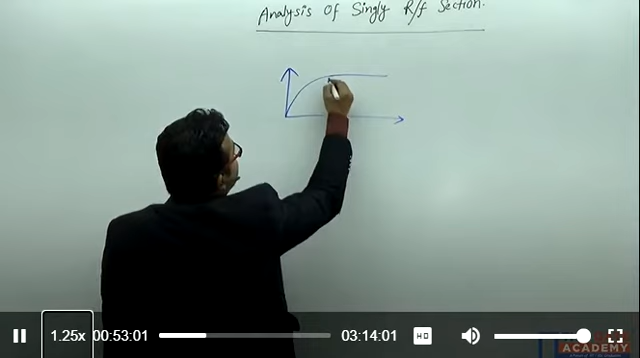 Analysis Of Singly R/f Section.
1.25x 00:53:01 03:14:01 HD
ACADEMY